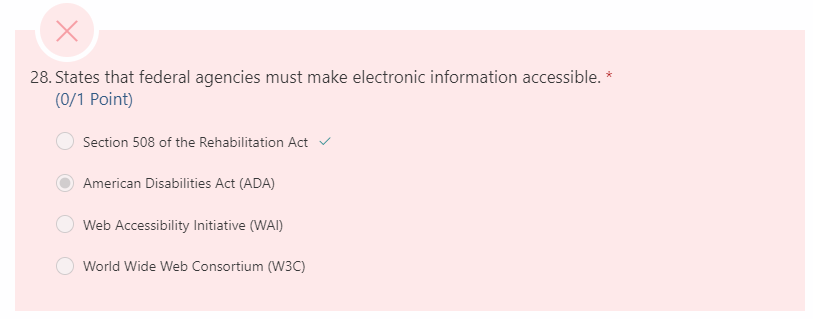 28. States that federal agencies must make electronic information accessible. *
(0/1 Point)
Section 508 of the Rehabilitation Act
American Disabilities Act (ADA)
Web Accessibility Initiative (WAI)
World Wide Web Consortium (W3C)